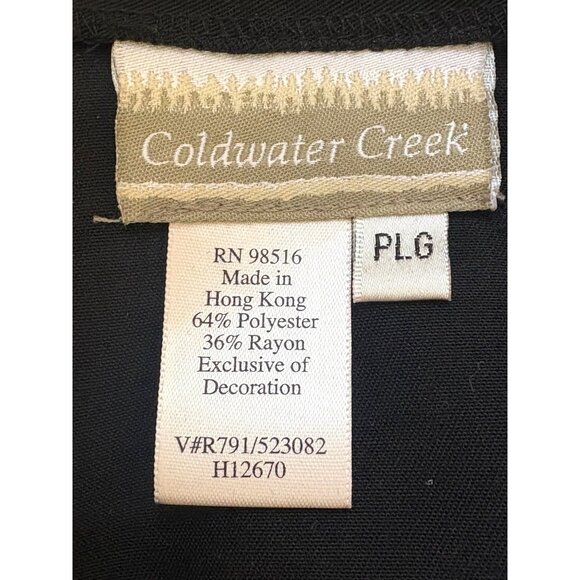 Coldwater Creek
PLG
RN 98516
Made in
Hong Kong
64% Polyester
36% Rayon
Exclusive of
Decoration
V#R791/523082
H12670